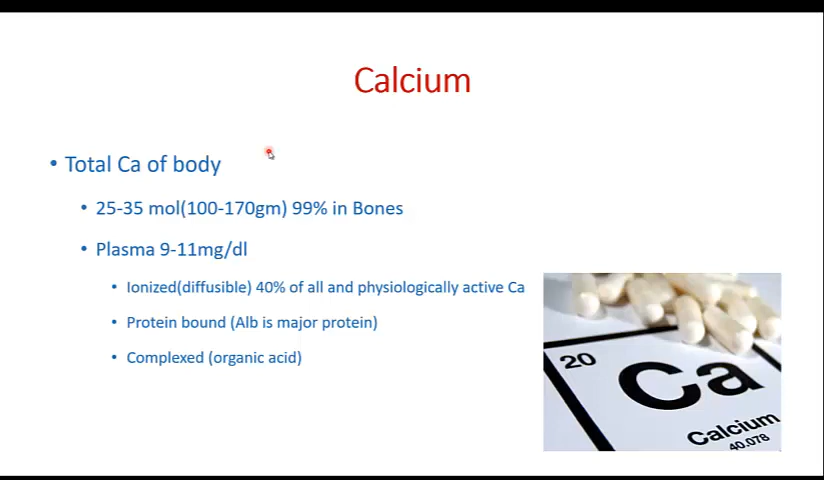 Calcium
• Total Ca of body
• 25-35 mol(100-170gm) 99% in Bones
• Plasma 9-11mg/dl
• Ionized(diffusible) 40% of all and physiologically active Ca
• Protein bound (Alb is major protein)
• Complexed (organic acid)
20
Ca
Calcium
40.078